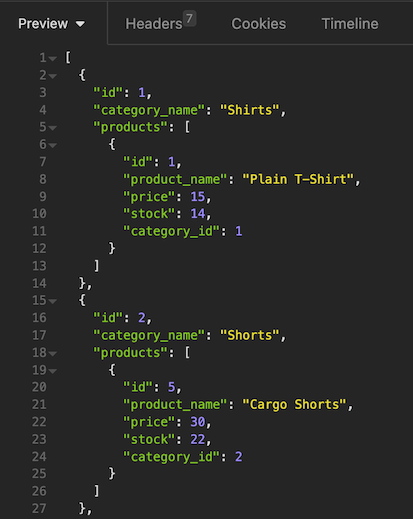 Preview Headers 7 Cookies Timeline
1 [
2 {
3 "id": 1,
4 "category_name": "Shirts",
5 "products": [
6 {
7 "id": 1,
8 "product_name": "Plain T-Shirt",
9 "price": 15,
10 "stock": 14,
11 "category_id": 1
12 }
13 ]
14 },
15 {
16 "id": 2,
17 "category_name": "Shorts",
18 "products": [
19 {
20 "id": 5,
21 "product_name": "Cargo Shorts",
22 "price": 30,
23 "stock": 22,
24 "category_id": 2
25 }
26 ]
27 },